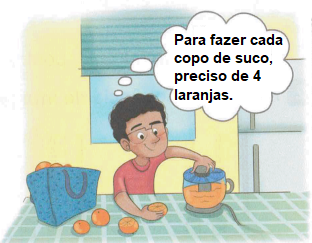 Para fazer cada
copo de suco,
preciso de 4
laranjas.